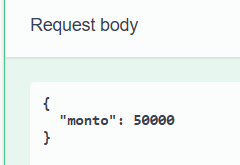 Request body
{
  "monto": 50000
}